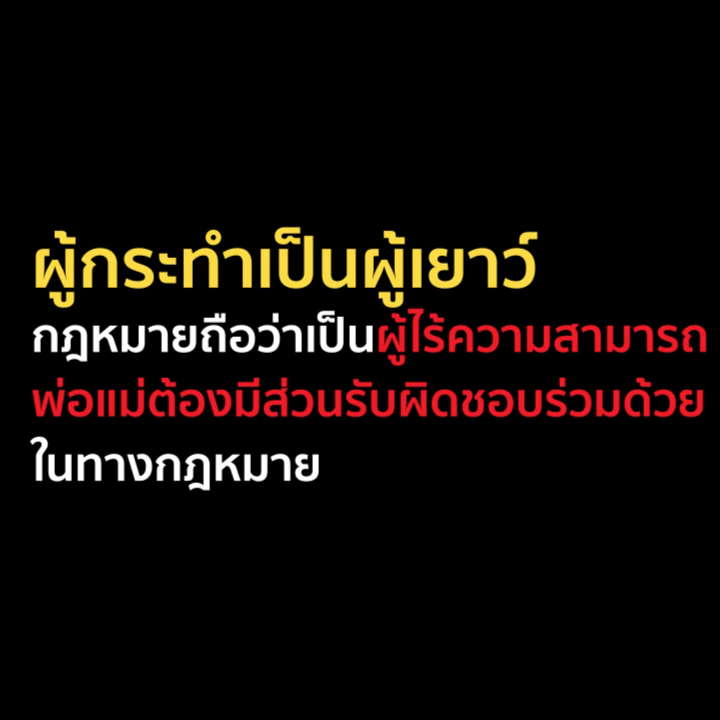 ผู้กระทำเป็นผู้เยาว์
กฎหมายถือว่าเป็นผู้ไร้ความสามารถ
พ่อแม่ต้องมีส่วนรับผิดชอบร่วมด้วย
ในทางกฎหมาย